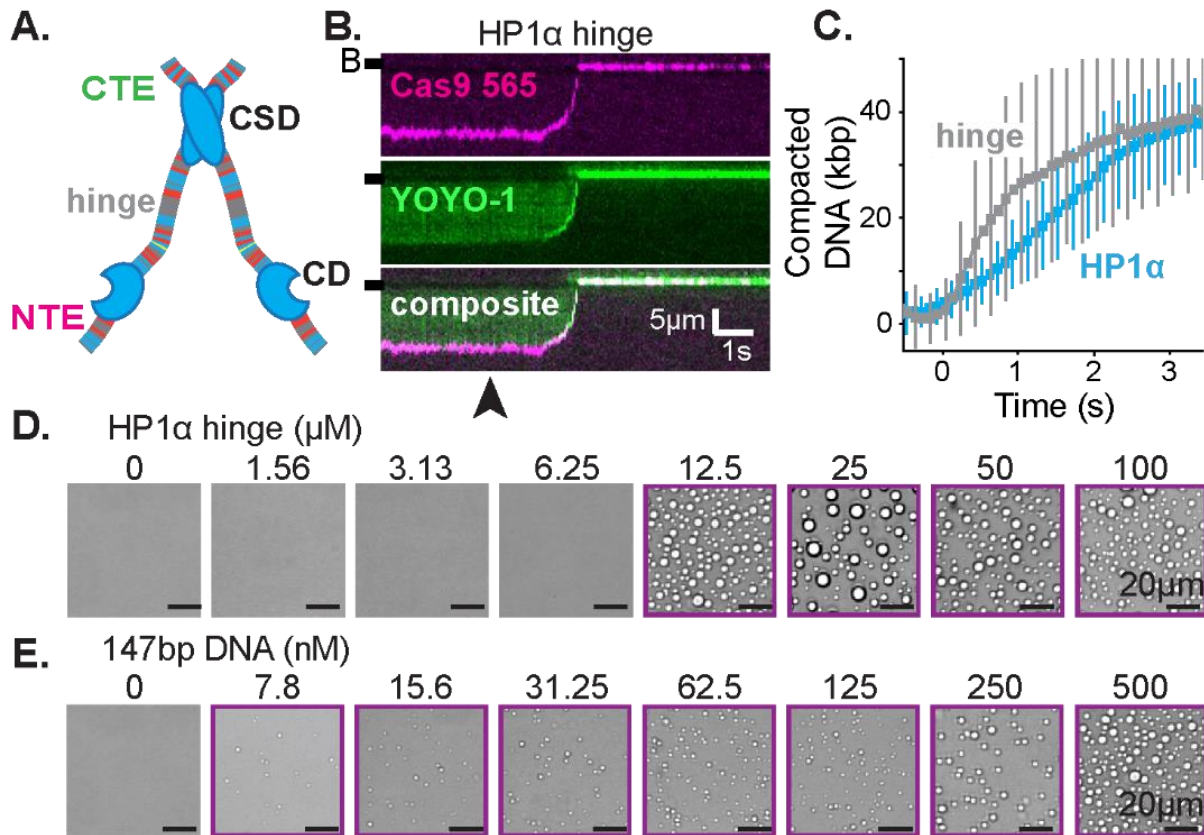 A.
CTE
CSD
hinge
CD
NTE
B.
HP1α hinge
B
Cas9 565
YOYO-1
composite
5μm
1s
C.
Compacted
DNA (kbp)
40
20
0
hinge
HP1α
0 1 2 3
Time (s)
D.
HP1α hinge (μM)
0 1.56 3.13 6.25 12.5 25 50 100
20μm
E.
147bp DNA (nM)
0 7.8 15.6 31.25 62.5 125 250 500
20μm